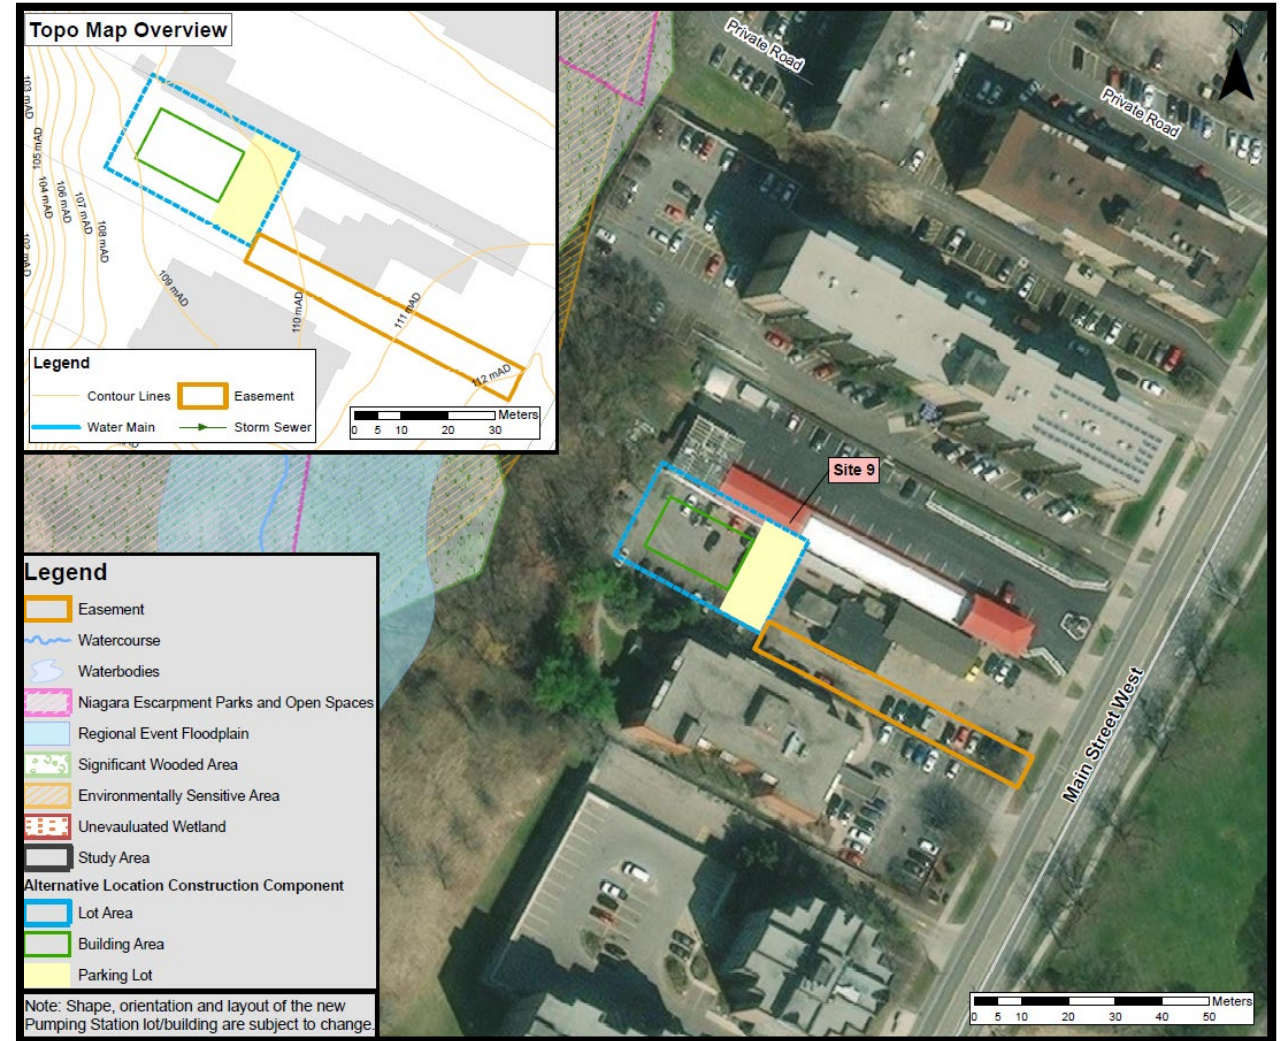 Topo Map Overview
103 mAD
105 mAD
104 mAD
106 mAD
107 mAD
108 mAD
109 mAD
110 mAD
111 mAD
112 mAD
Legend
Contour Lines
Easement
Water Main
Storm Sewer
Meters
0 5 10 20 30
Private Road
Private Road
N
Site 9
Main Street West
Legend
Easement
Watercourse
Waterbodies
Niagara Escarpment Parks and Open Spaces
Regional Event Floodplain
Significant Wooded Area
Environmentally Sensitive Area
Unevauluated Wetland
Study Area
Alternative Location Construction Component
Lot Area
Building Area
Parking Lot
Note: Shape, orientation and layout of the new
Pumping Station lot/building are subject to change.
Meters
0 5 10 20 30 40 50